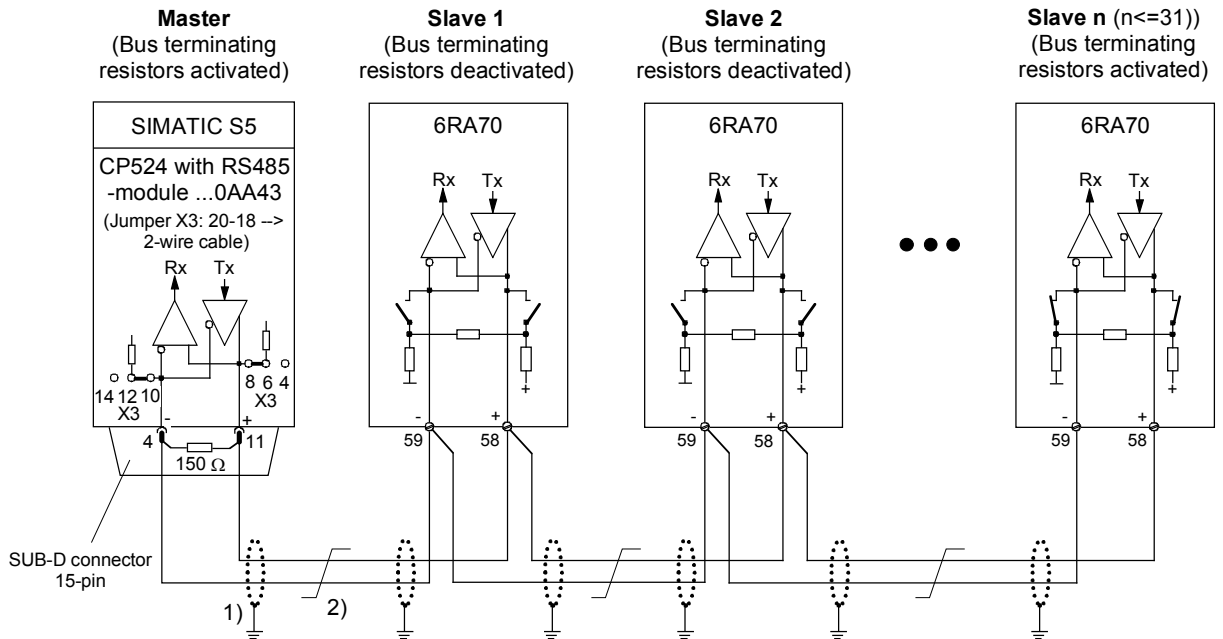 Master
(Bus terminating
resistors activated)
Slave 1
(Bus terminating
resistors deactivated)
Slave 2
(Bus terminating
resistors deactivated)
Slave n (n<=31))
(Bus terminating
resistors activated)
SIMATIC S5
CP524 with RS485
-module ...0AA43
(Jumper X3: 20-18 -->
2-wire cable)
Rx Tx
14 12 10
X3
8 6 4
X3
- +
4 11
150 Ω
SUB-D connector
15-pin
6RA70
Rx Tx
+
- +
59 58
6RA70
Rx Tx
+
- +
59 58
6RA70
Rx Tx
+
- +
59 58
1) 2)